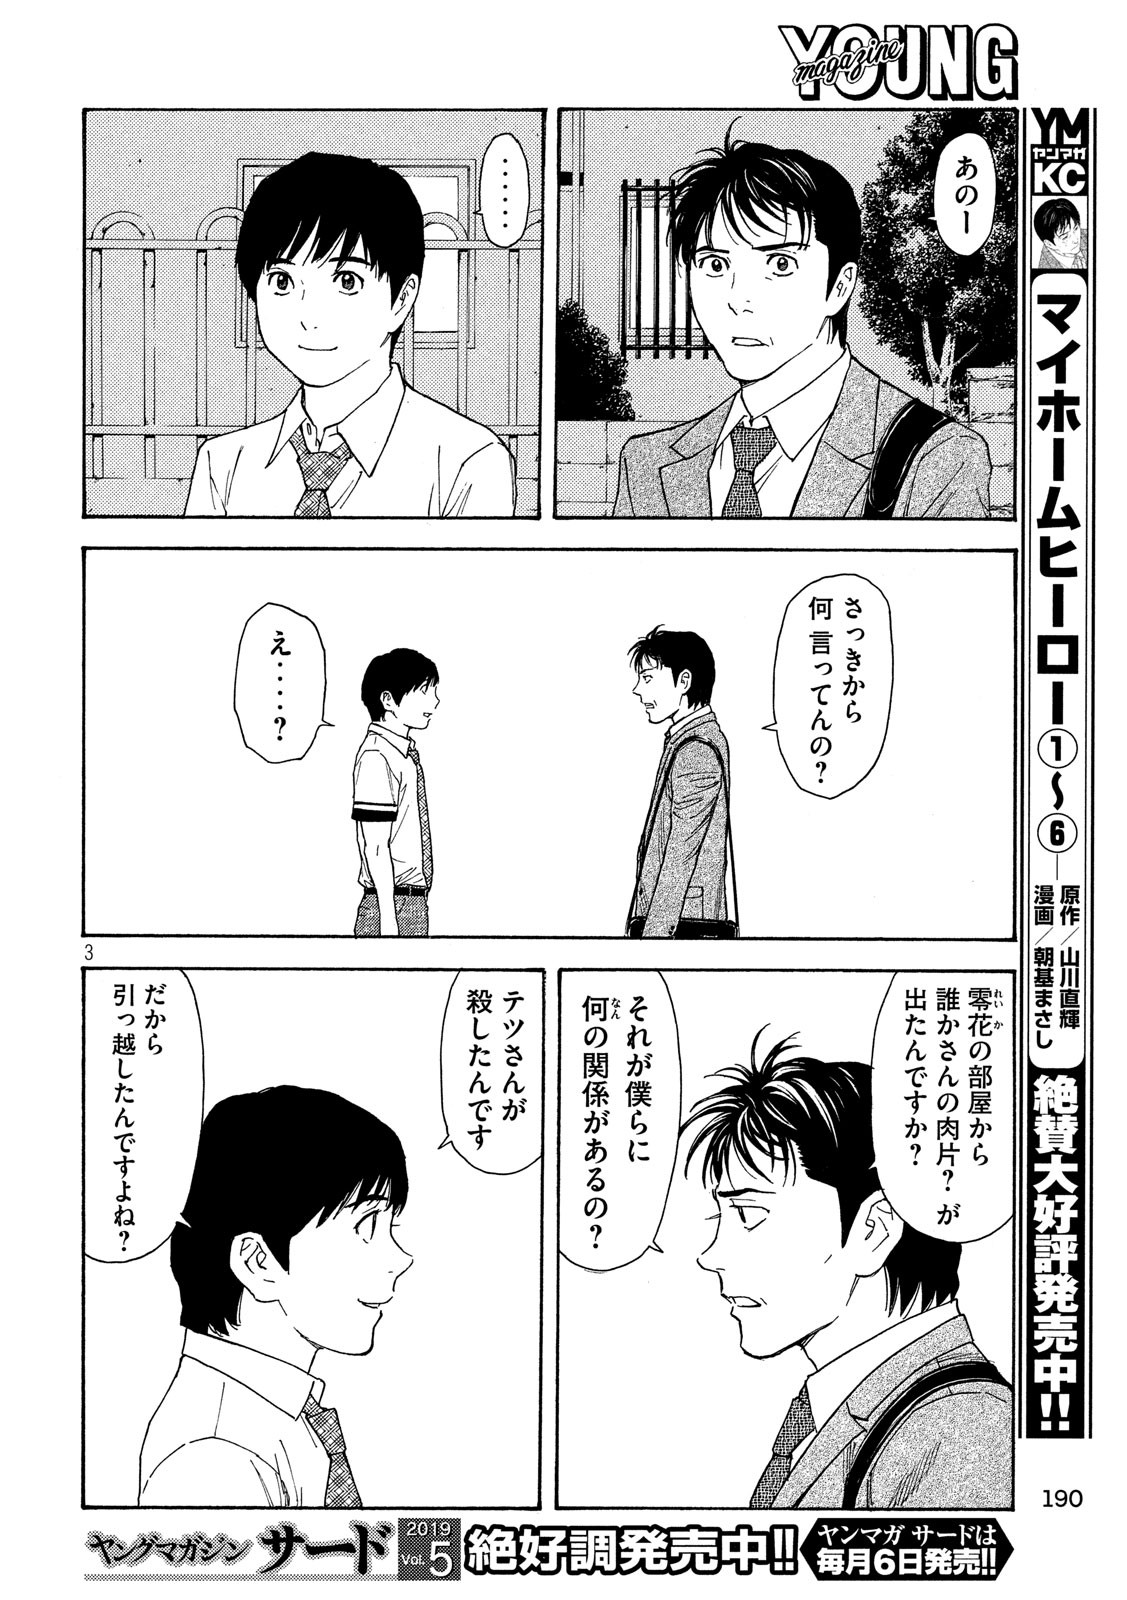 YOUNG
magazine
あのー
・・・・・・
さっきから
何言ってんの?
え・・・・・?
零花の部屋から
れいか
誰かさんの肉片?が
出たんですか?
それが僕らに
何の関係があるの?
なん
テツさんが
殺したんです
だから
引っ越したんですよね?
3
YM
ヤンマガ
KC
マイホームヒーロー①〜⑥
原作/山川直輝
漫画/朝基まさし
絶賛大好評発売中!!
190
ヤングマガジン サード
2019
Vol.5
絶好調発売中!!
ヤンマガ サードは
毎月6日発売!!